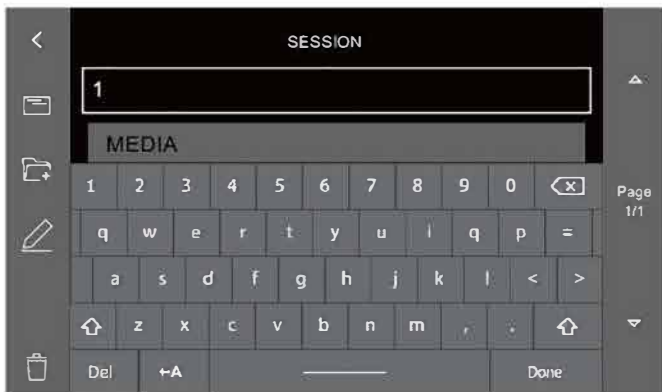 SESSION
1
MEDIA
1 2 3 4 5 6 7 8 9 0
Page
1/1
q w e r t y u i q p =
a s d f g h j k l < >
z x c v b n m , .
Del ←A Done